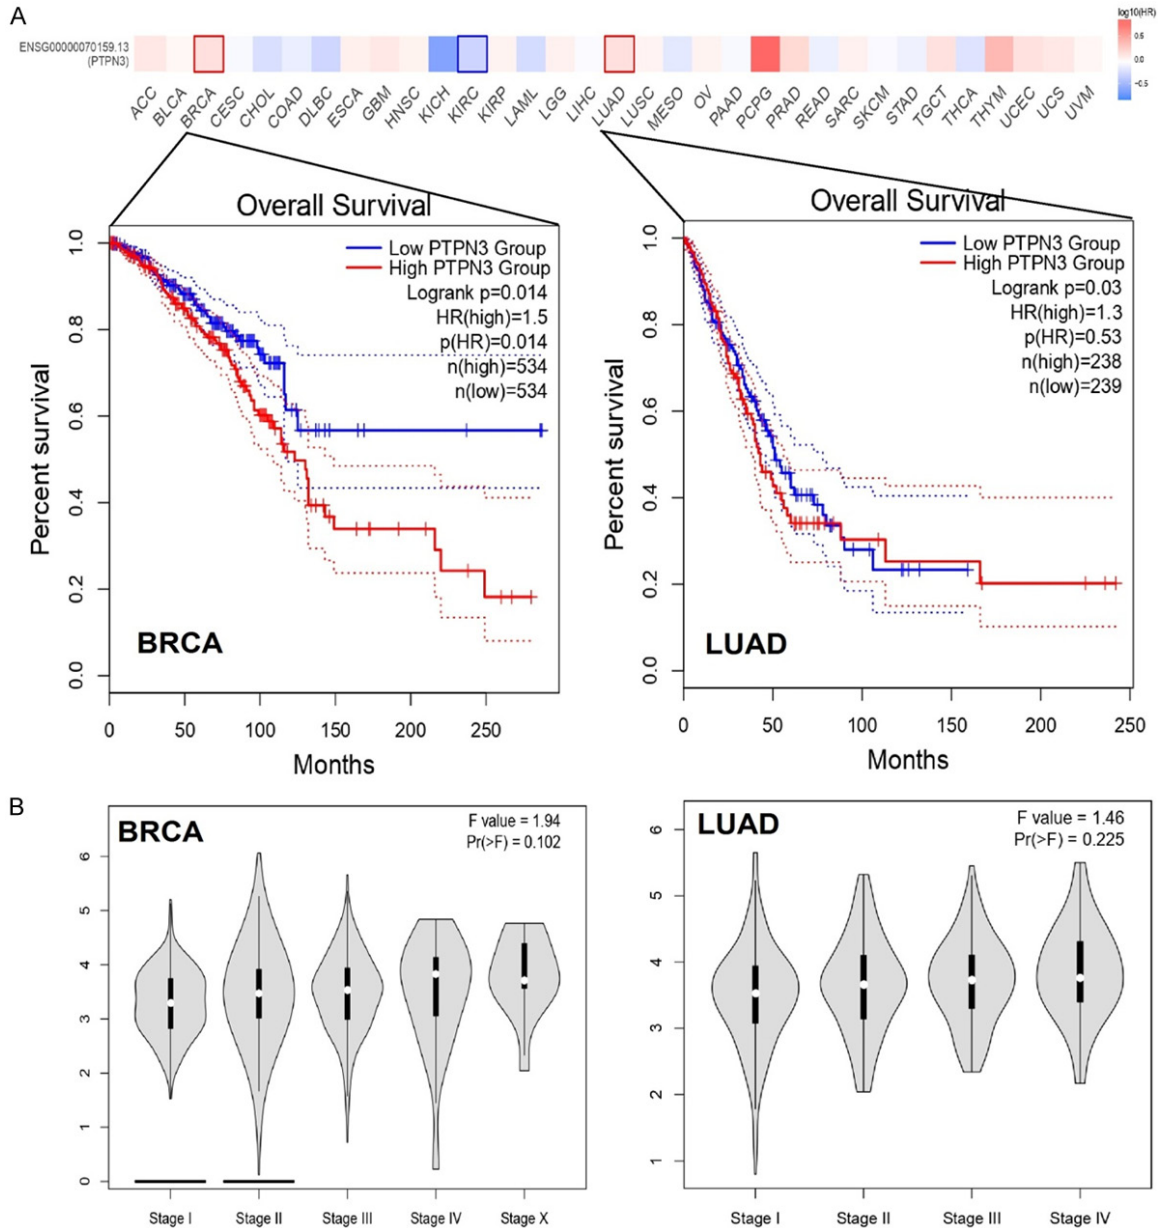 A
log10(HR)
ENSG00000070159.13
(PTPN3)
0.5
0.0
−0.5
ACC BLCA BRCA CESC CHOL COAD DLBC ESCA GBM HNSC KICH KIRC KIRP LAML LGG LIHC LUAD LUSC MESO OV PAAD PCPG PRAD READ SARC SKCM STAD TGCT THCA THYM UCEC UCS UVM
Overall Survival
Low PTPN3 Group
High PTPN3 Group
Logrank p=0.014
HR(high)=1.5
p(HR)=0.014
n(high)=534
n(low)=534
Percent survival
1.0
0.8
0.6
0.4
0.2
0.0
BRCA
0 50 100 150 200 250
Months
Overall Survival
Low PTPN3 Group
High PTPN3 Group
Logrank p=0.03
HR(high)=1.3
p(HR)=0.53
n(high)=238
n(low)=239
Percent survival
1.0
0.8
0.6
0.4
0.2
0.0
LUAD
0 50 100 150 200 250
Months
B
BRCA
F value = 1.94
Pr(>F) = 0.102
6
5
4
3
2
1
0
Stage I Stage II Stage III Stage IV Stage X
LUAD
F value = 1.46
Pr(>F) = 0.225
6
5
4
3
2
1
Stage I Stage II Stage III Stage IV